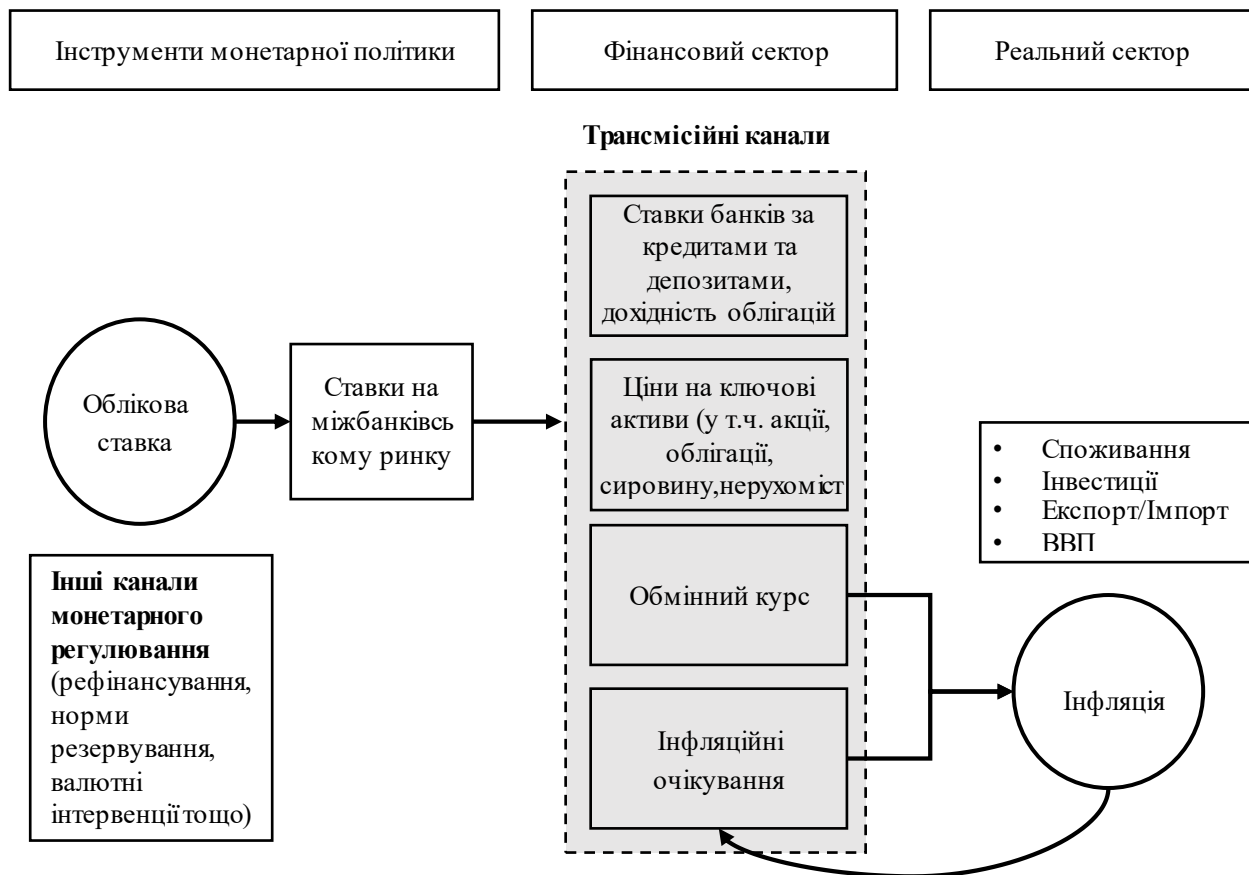 Інструменти монетарної політики
Фінансовий сектор
Реальний сектор
Трансмісійні канали
Ставки банків за
кредитами та
депозитами,
дохідність облігацій
Облікова
ставка
Ставки на
міжбанківсь
кому ринку
Ціни на ключові
активи (у т.ч. акції,
облігації,
сировину,нерухоміст
• Споживання
• Інвестиції
• Експорт/Імпорт
• ВВП
Інші канали
монетарного
регулювання
(рефінансування,
норми
резервування,
валютні
інтервенції тощо)
Обмінний курс
Інфляційні
очікування
Інфляція